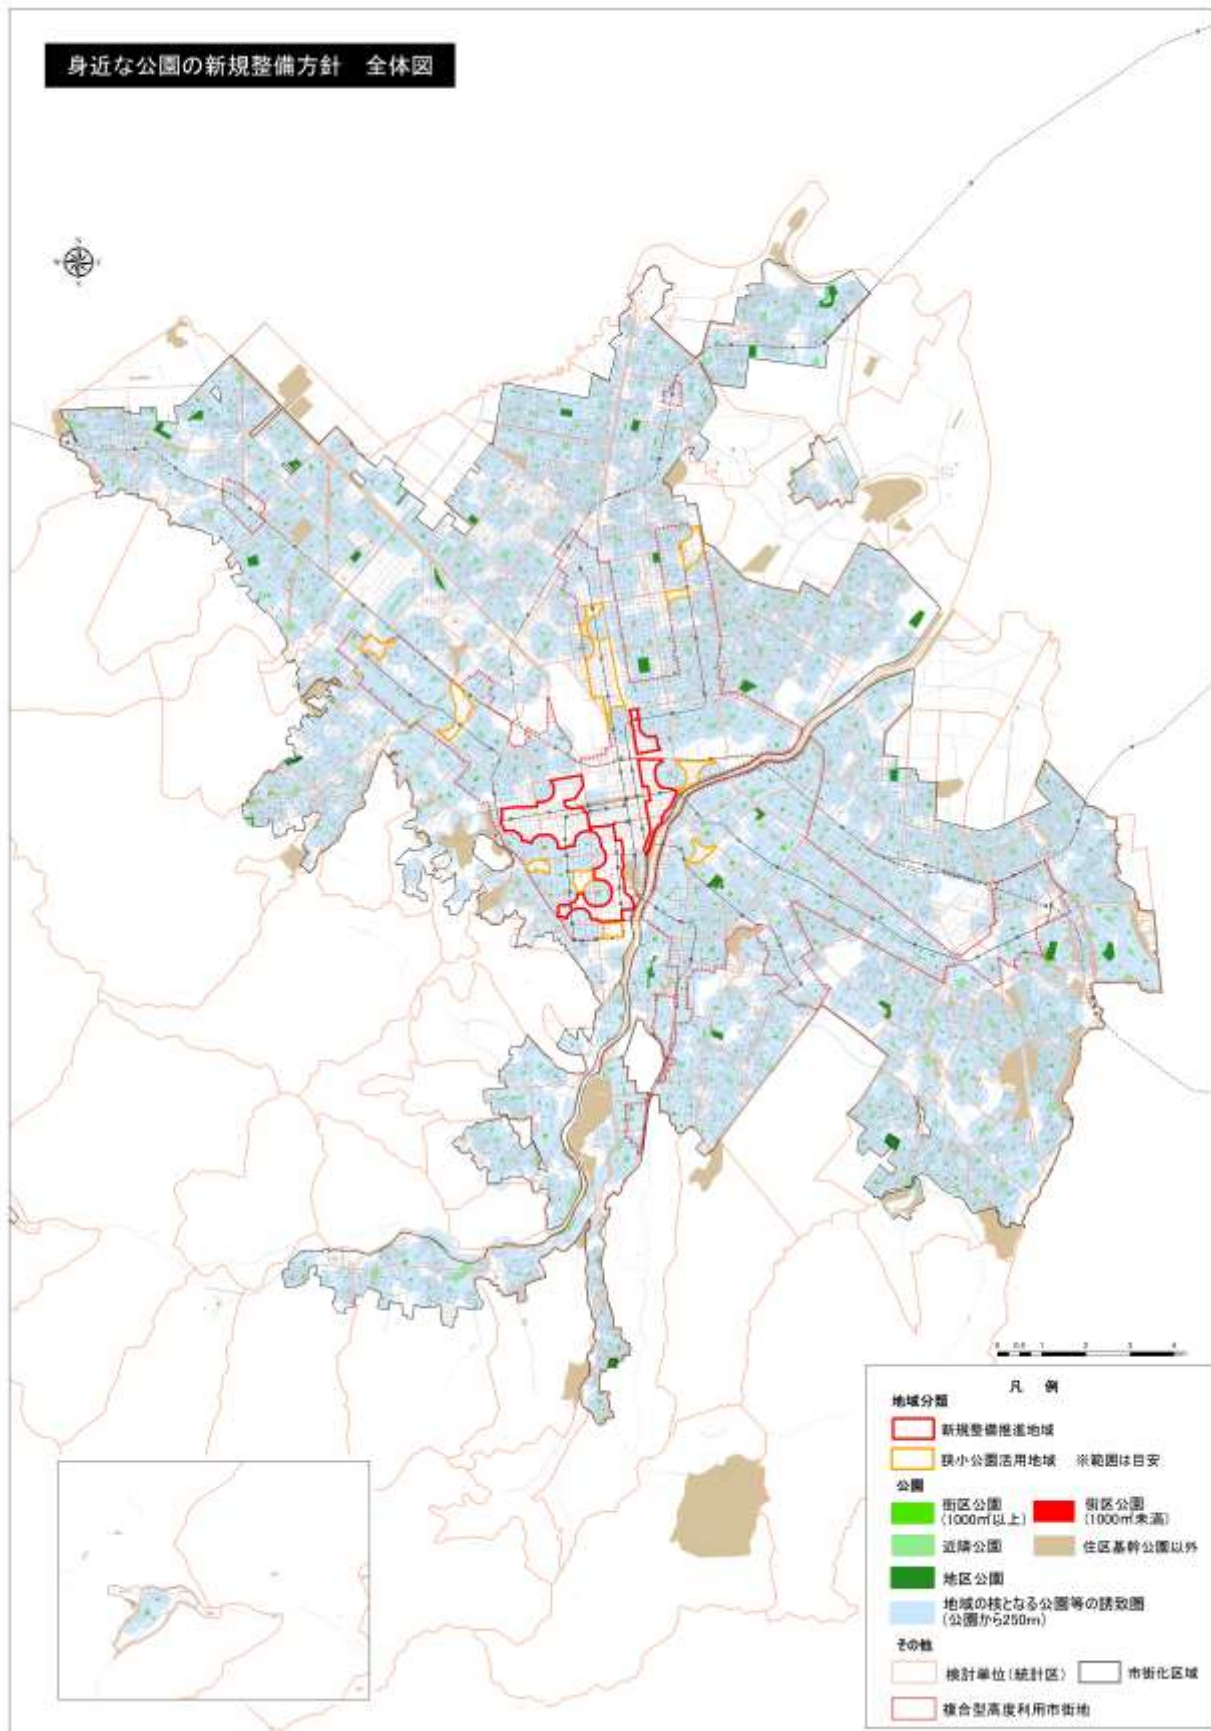 身近な公園の新規整備方針　全体図
凡　例
地域分類
新規整備推進地域
狭小公園活用地域　※範囲は目安
公園
街区公園
(1000㎡以上)
街区公園
(1000㎡未満)
近隣公園
住区基幹公園以外
地区公園
地域の核となる公園等の誘致圏
(公園から250m)
その他
検討単位(統計区)
市街化区域
複合型高度利用市街地